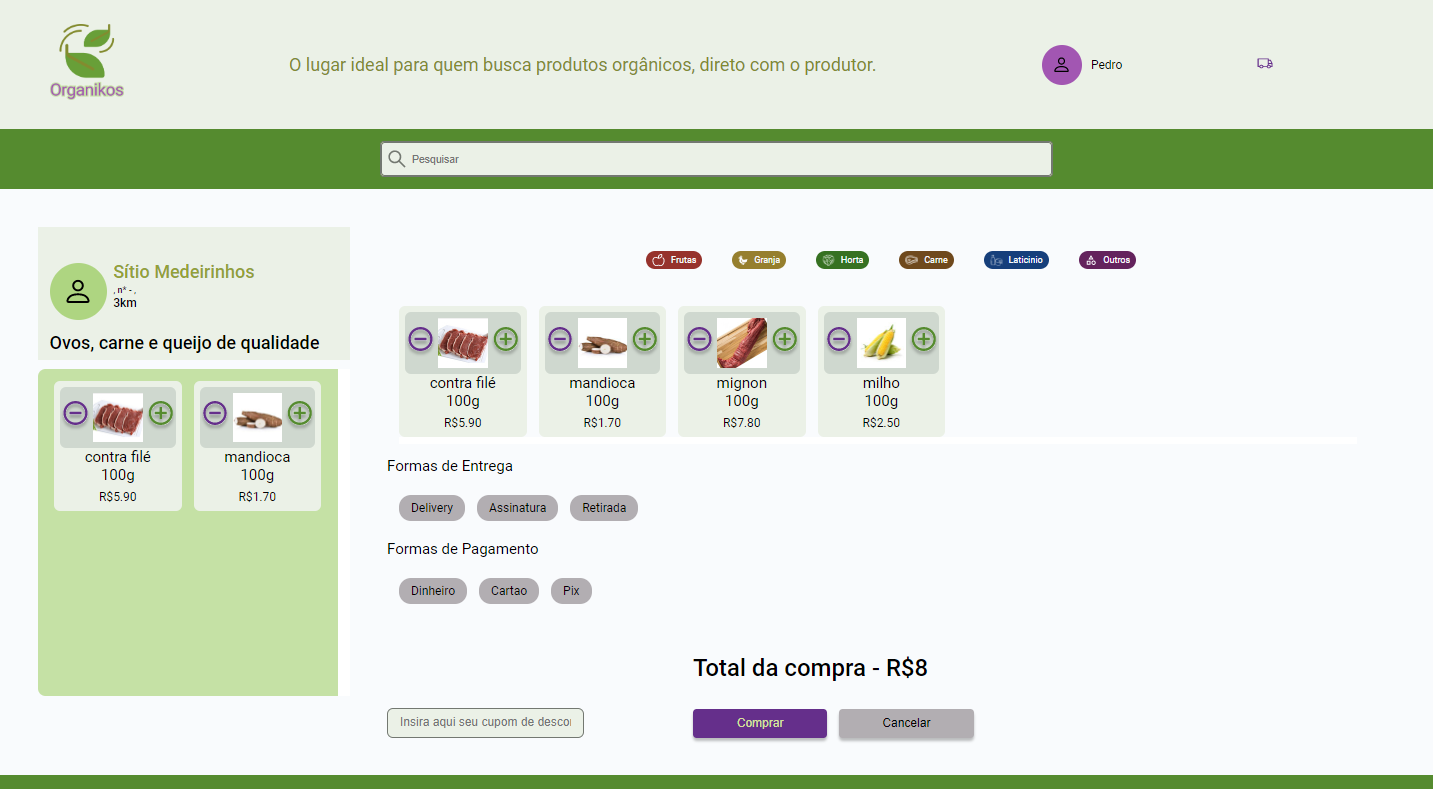 Organikos
O lugar ideal para quem busca produtos orgânicos, direto com o produtor.
Pedro
Pesquisar
Sítio Medeirinhos
, n° - ,
3km
Ovos, carne e queijo de qualidade
contra filé
100g
R$5.90
mandioca
100g
R$1.70
Frutas
Granja
Horta
Carne
Laticinio
Outros
contra filé
100g
R$5.90
mandioca
100g
R$1.70
mignon
100g
R$7.80
milho
100g
R$2.50
Formas de Entrega
Delivery
Assinatura
Retirada
Formas de Pagamento
Dinheiro
Cartao
Pix
Total da compra - R$8
Insira aqui seu cupom de desco
Comprar
Cancelar